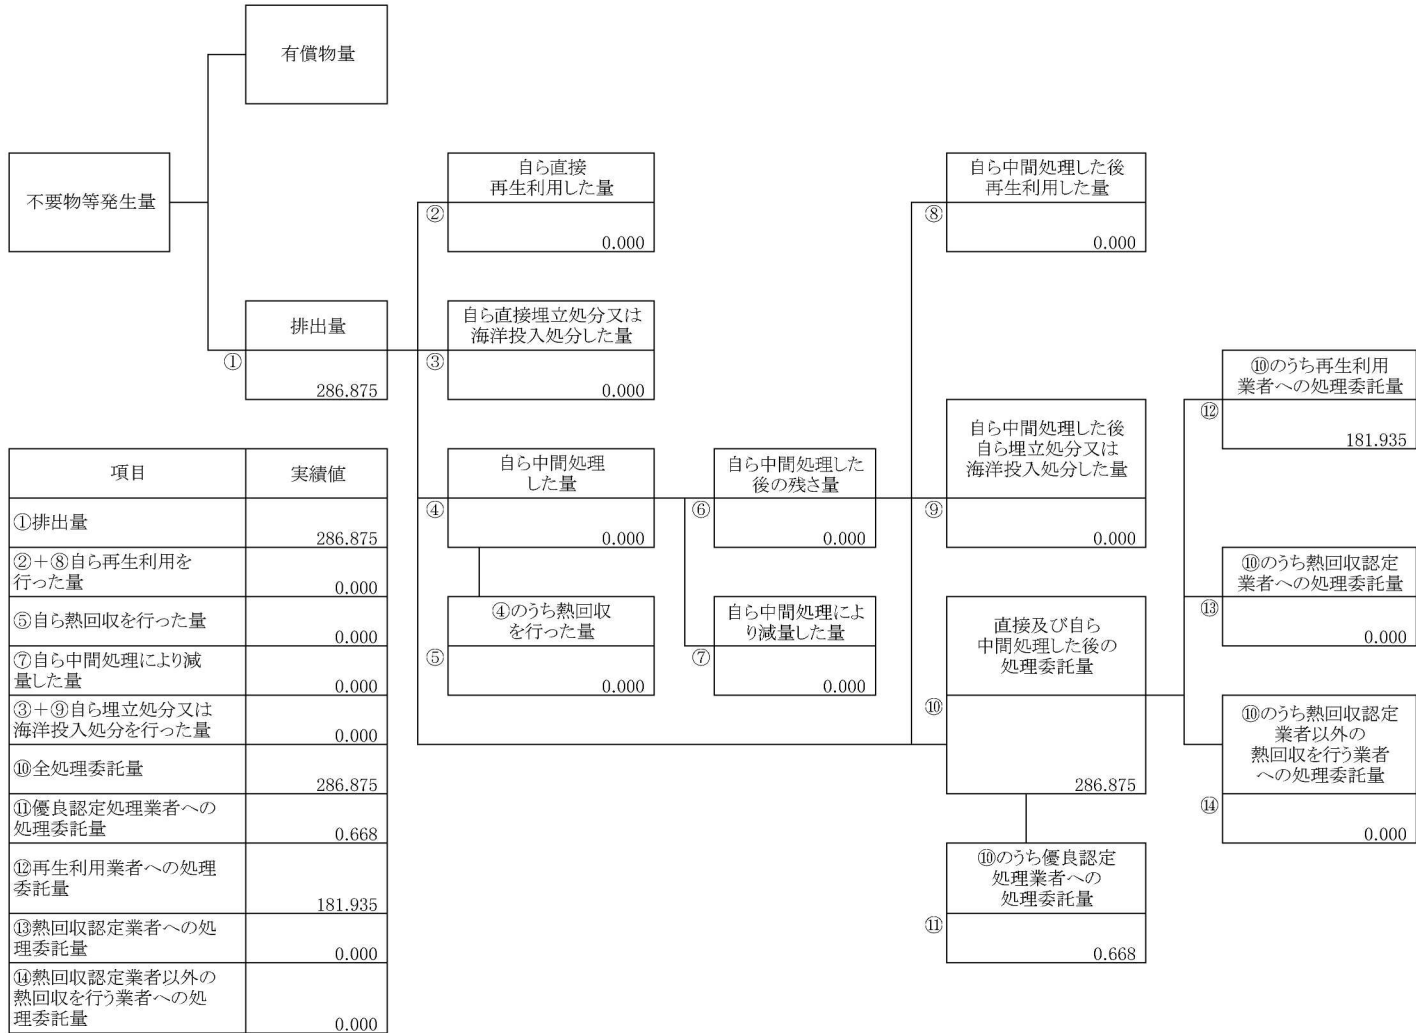 有償物量
不要物等発生量
自ら直接
再生利用した量
②
0.000
自ら中間処理した後
再生利用した量
⑧
0.000
排出量
①
286.875
自ら直接埋立処分又は
海洋投入処分した量
③
0.000
自ら中間処理
した量
④
0.000
自ら中間処理した
後の残さ量
⑥
0.000
自ら中間処理した後
自ら埋立処分又は
海洋投入処分した量
⑨
0.000
④のうち熱回収
を行った量
⑤
0.000
自ら中間処理によ
り減量した量
⑦
0.000
直接及び自ら
中間処理した後の
処理委託量
⑩
286.875
⑩のうち優良認定
処理業者への
処理委託量
⑪
0.668
⑩のうち再生利用
業者への処理委託量
⑫
181.935
⑩のうち熱回収認定
業者への処理委託量
⑬
0.000
⑩のうち熱回収認定
業者以外の
熱回収を行う業者
への処理委託量
⑭
0.000
項目 実績値
①排出量
286.875
②+⑧自ら再生利用を
行った量 0.000
⑤自ら熱回収を行った量
0.000
⑦自ら中間処理により減
量した量 0.000
③+⑨自ら埋立処分又は
海洋投入処分を行った量 0.000
⑩全処理委託量
286.875
⑪優良認定処理業者への
処理委託量 0.668
⑫再生利用業者への処理
委託量
181.935
⑬熱回収認定業者への処
理委託量 0.000
⑭熱回収認定業者以外の
熱回収を行う業者への処
理委託量 0.000